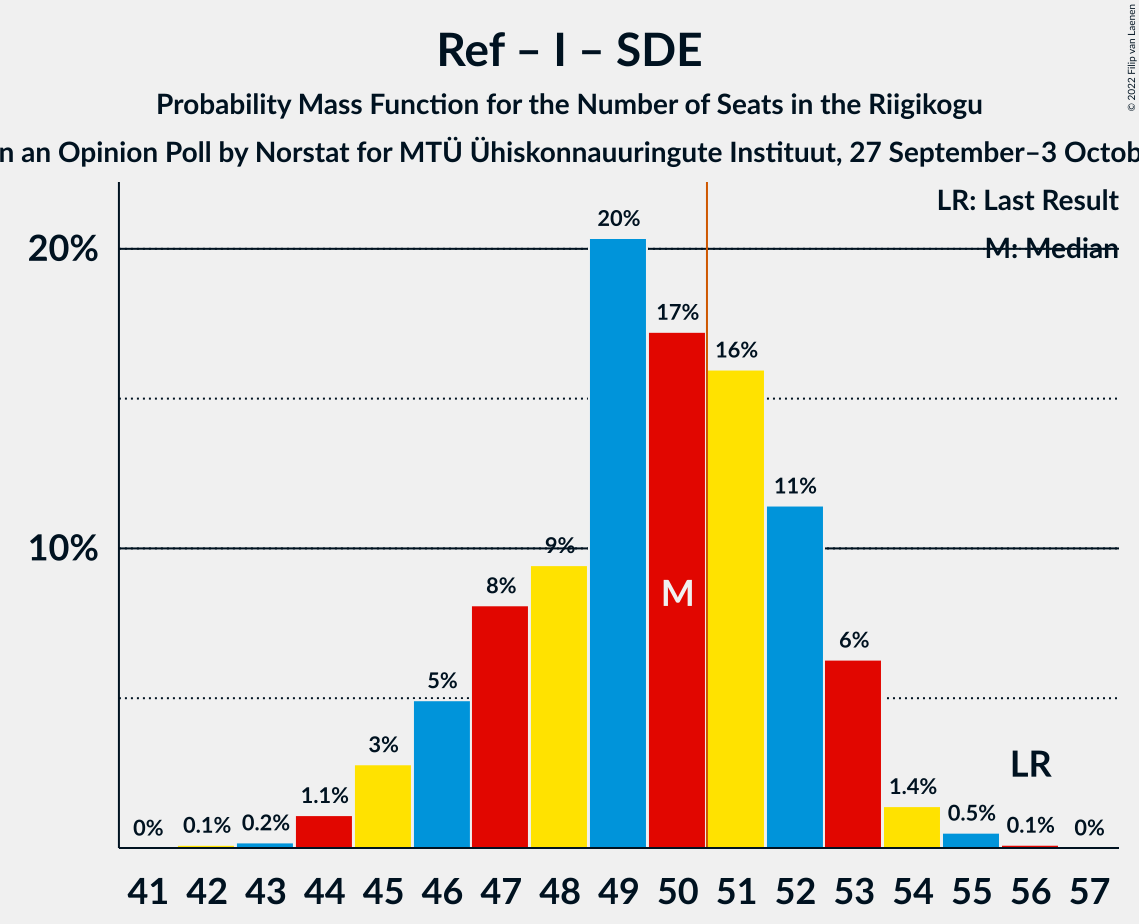 Ref – I – SDE
Probability Mass Function for the Number of Seats in the Riigikogu
an Opinion Poll by Norstat for MTÜ Ühiskonnauuringute Instituut, 27 September–3
© 2022 Filip van Laenen
LR: Last Result
M: Median
20%
10%
20%
17%
16%
11%
9%
8%
M
6%
5%
3%
LR
1.1%
1.4%
0%
0.1%
0.2%
0.5%
0.1%
0%
41 42 43 44 45 46 47 48 49 50 51 52 53 54 55 56 57